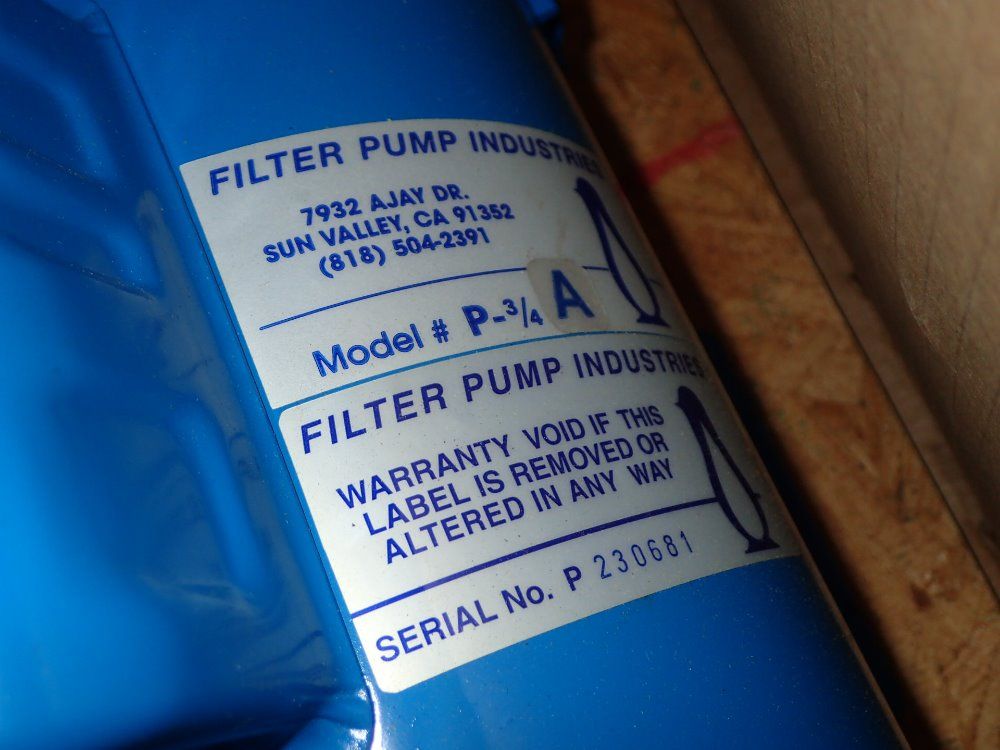 FILTER PUMP INDUSTRIES
7932 AJAY DR.
SUN VALLEY, CA 91352
(818) 504-2391
Model # P-3/4 A
FILTER PUMP INDUSTRIES
WARRANTY VOID IF THIS
LABEL IS REMOVED OR
ALTERED IN ANY WAY
SERIAL No. P 230681